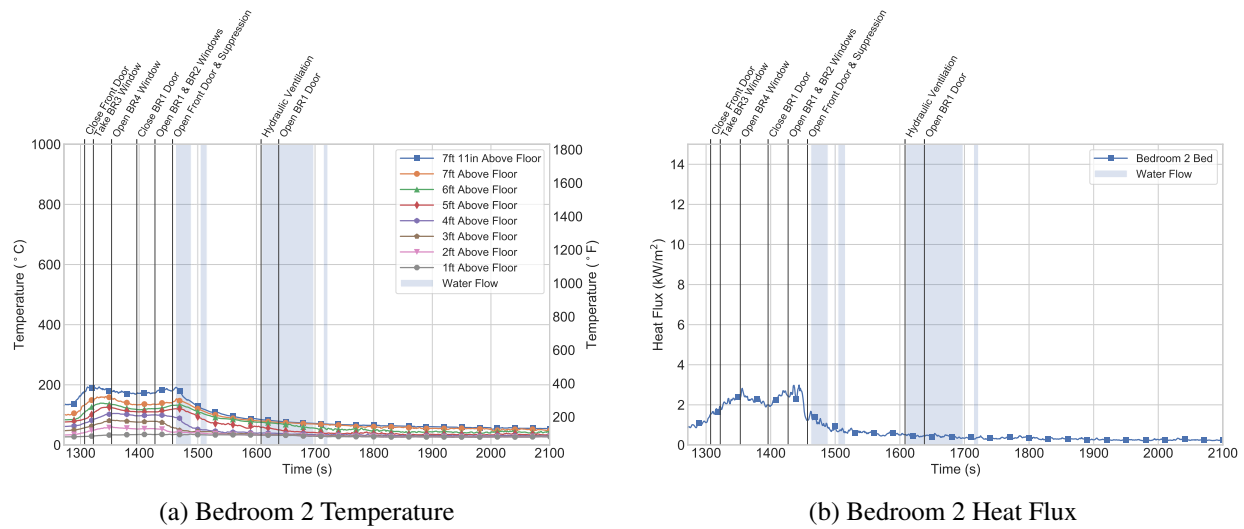 Close Front Door
Take BR3 Window
Open BR4 Window
Close BR1 Door
Open BR1 & BR2 Windows
Open Front Door & Suppression
Hydraulic Ventilation
Open BR1 Door
1000
800
600
400
200
0
Temperature (°C)
1800
1600
1400
1200
1000
800
600
400
200
Temperature (°F)
7ft 11in Above Floor
7ft Above Floor
6ft Above Floor
5ft Above Floor
4ft Above Floor
3ft Above Floor
2ft Above Floor
1ft Above Floor
Water Flow
1300 1400 1500 1600 1700 1800 1900 2000 2100
Time (s)
(a) Bedroom 2 Temperature
Close Front Door
Take BR3 Window
Open BR4 Window
Close BR1 Door
Open BR1 & BR2 Windows
Open Front Door & Suppression
Hydraulic Ventilation
Open BR1 Door
14
12
10
8
6
4
2
0
Heat Flux (kW/m²)
Bedroom 2 Bed
Water Flow
1300 1400 1500 1600 1700 1800 1900 2000 2100
Time (s)
(b) Bedroom 2 Heat Flux